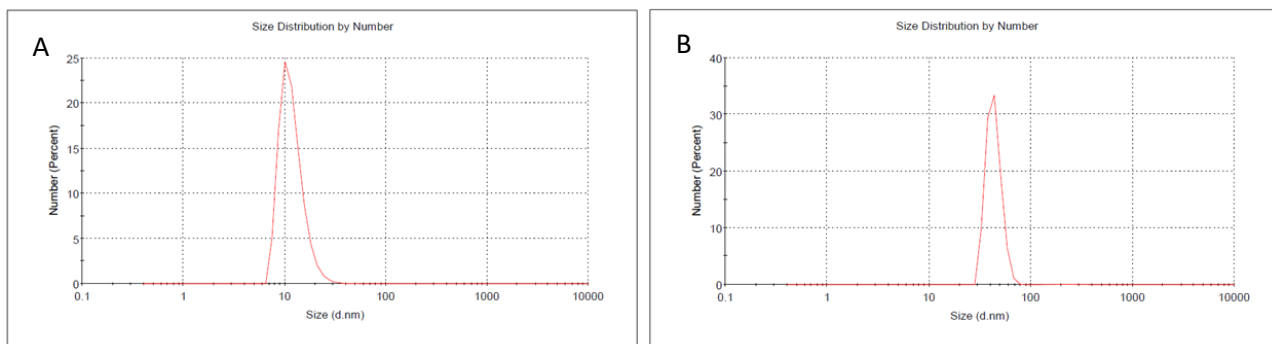 A
Size Distribution by Number
25
20
15
10
5
0
Number (Percent)
0.1 1 10 100 1000 10000
Size (d.nm)
B
Size Distribution by Number
40
30
20
10
0
Number (Percent)
0.1 1 10 100 1000 10000
Size (d.nm)